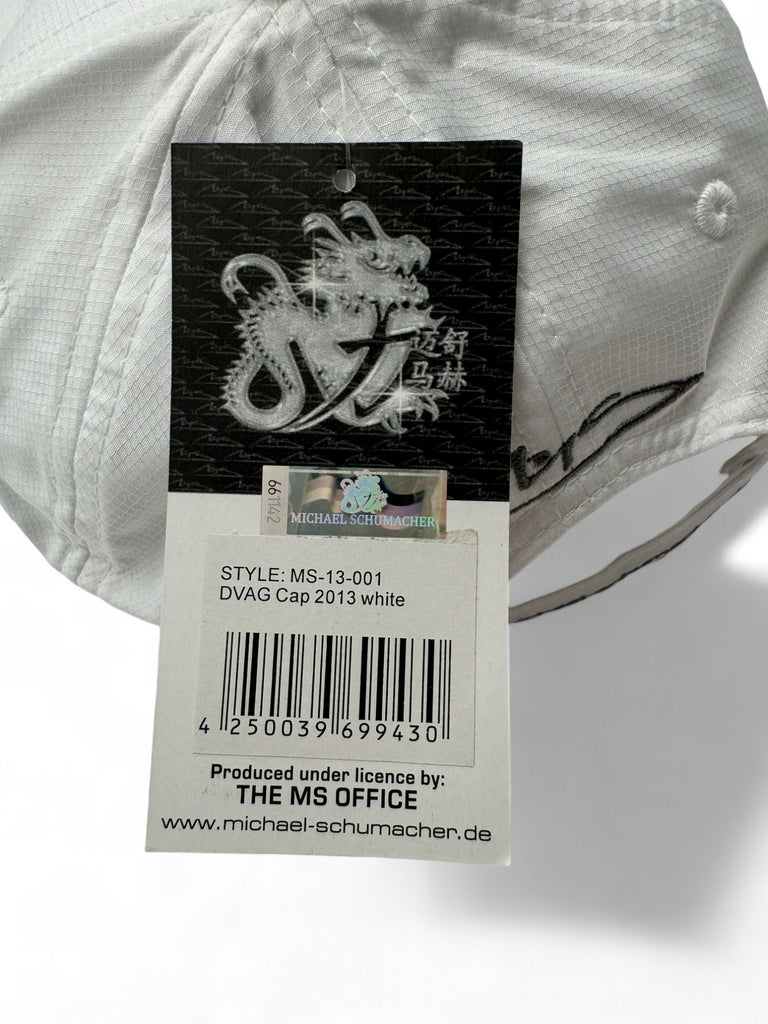 迈舒
马赫
661142
MICHAEL SCHUMACHER
STYLE: MS-13-001
DVAG Cap 2013 white
4 250039 699430
Produced under licence by:
THE MS OFFICE
www.michael-schumacher.de